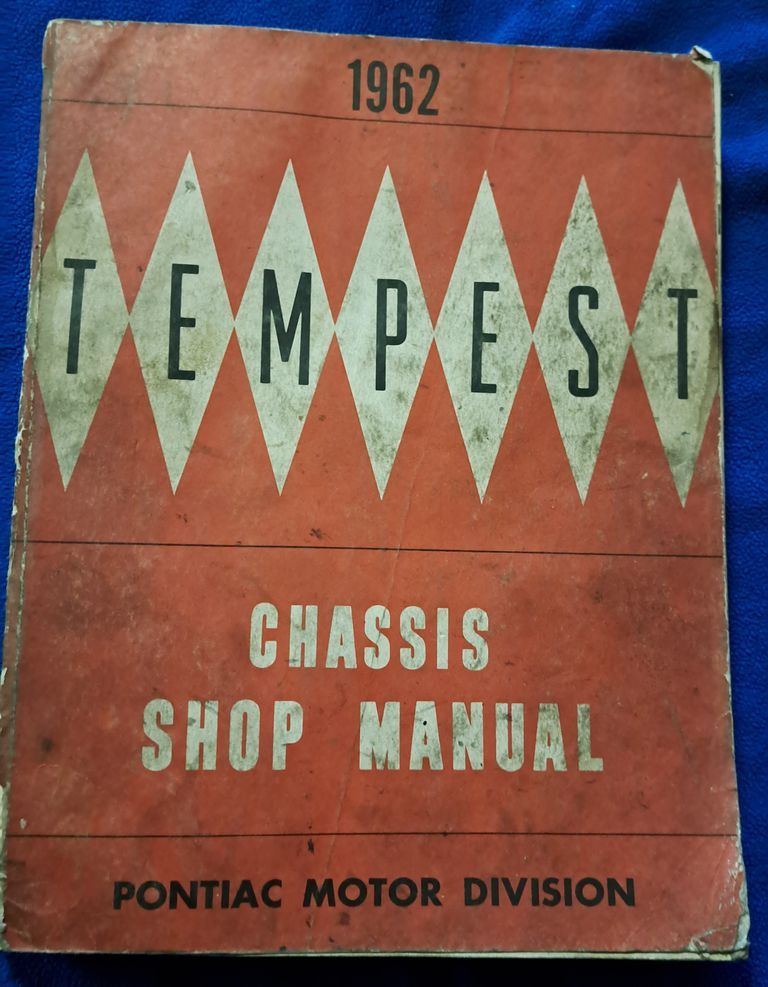 1962
TEMPEST
CHASSIS
SHOP MANUAL
PONTIAC MOTOR DIVISION